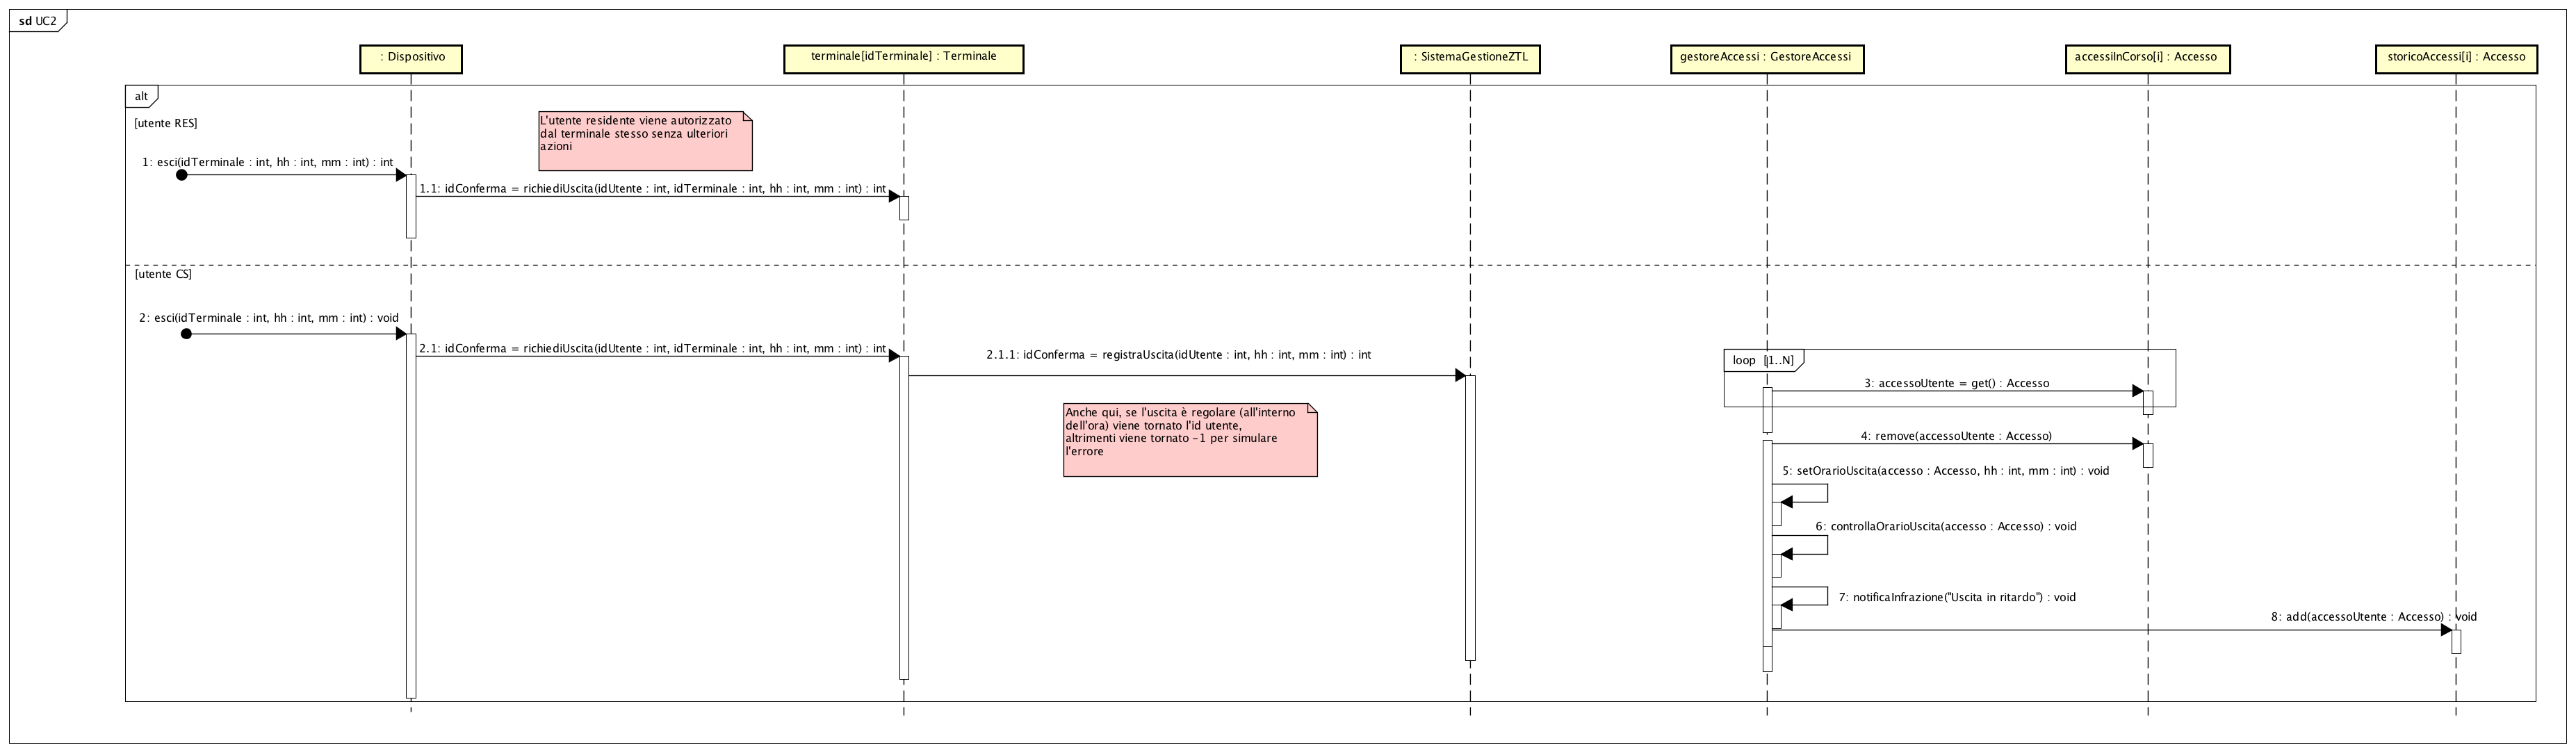 sd UC2
: Dispositivo
terminale[idTerminale] : Terminale
: SistemaGestioneZTL
gestoreAccessi : GestoreAccessi
accessiInCorso[i] : Accesso
storicoAccessi[i] : Accesso
alt
[utente RES]
L'utente residente viene autorizzato
dal terminale stesso senza ulteriori
azioni
1: esci(idTerminale : int, hh : int, mm : int) : int
1.1: idConferma = richiediUscita(idUtente : int, idTerminale : int, hh : int, mm : int) : int
[utente CS]
2: esci(idTerminale : int, hh : int, mm : int) : void
2.1: idConferma = richiediUscita(idUtente : int, idTerminale : int, hh : int, mm : int) : int
2.1.1: idConferma = registraUscita(idUtente : int, hh : int, mm : int) : int
loop [1..N]
3: accessoUtente = get() : Accesso
Anche qui, se l'uscita è regolare (all'interno
dell'ora) viene tornato l'id utente,
altrimenti viene tornato -1 per simulare
l'errore
4: remove(accessoUtente : Accesso)
5: setOrarioUscita(accesso : Accesso, hh : int, mm : int) : void
6: controllaOrarioUscita(accesso : Accesso) : void
7: notificaInfrazione("Uscita in ritardo") : void
8: add(accessoUtente : Accesso) : void